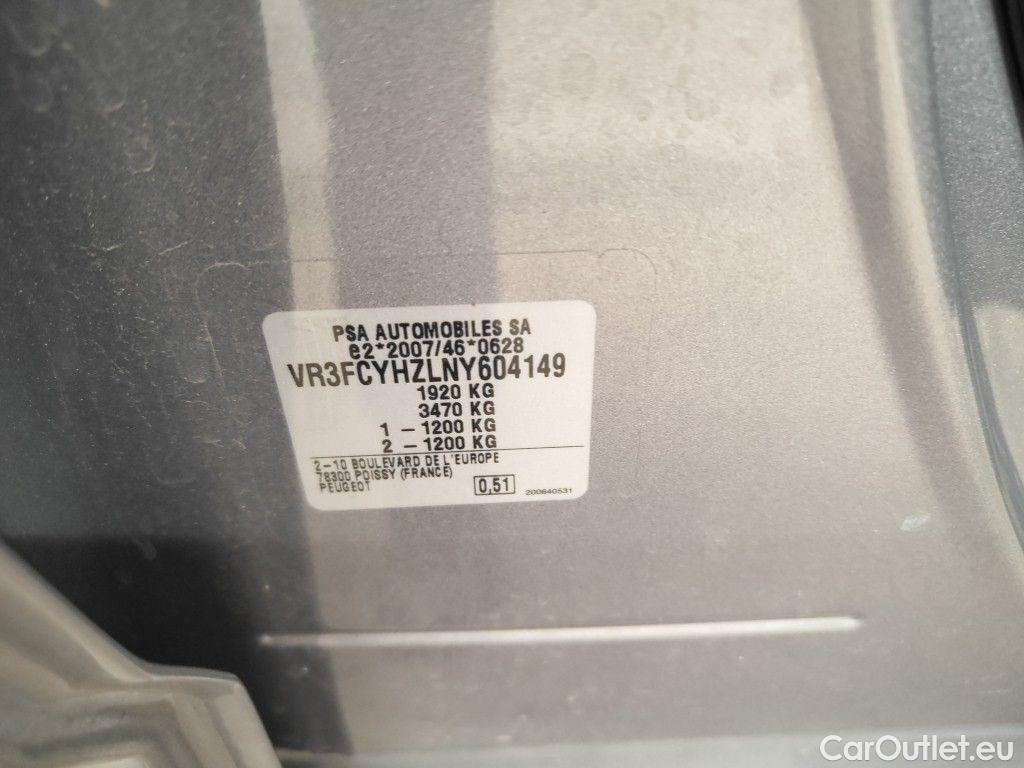 PSA AUTOMOBILES SA
e2*2007/46*0628
VR3FCYHZLNY604149
1920 KG
3470 KG
1 – 1200 KG
2 – 1200 KG
2–10 BOULEVARD DE L'EUROPE
78300 POISSY (FRANCE)
PEUGEOT
0,51
200640531
CarOutlet.eu